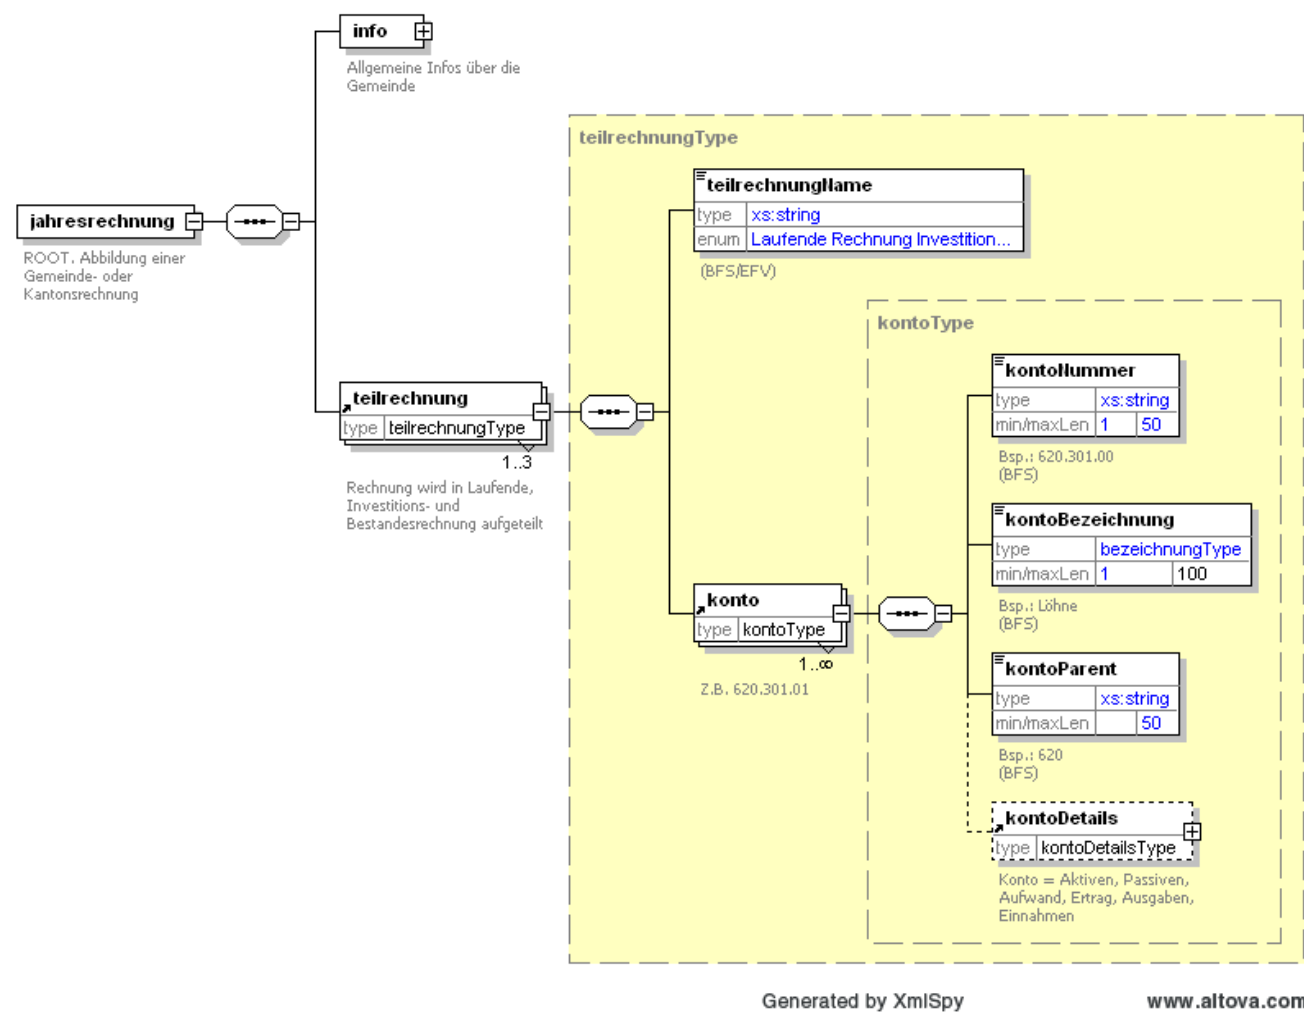 info
Allgemeine Infos über die
Gemeinde
jahresrechnung
ROOT. Abbildung einer
Gemeinde- oder
Kantonsrechnung
teilrechnung
type teilrechnungType
1..3
Rechnung wird in Laufende,
Investitions- und
Bestandesrechnung aufgeteilt
teilrechnungType
teilrechnungName
type xs:string
enum Laufende Rechnung Investition...
(BFS/EFV)
konto
type kontoType
1..∞
Z.B. 620.301.01
kontoType
kontoNummer
type xs:string
min/maxLen 1 50
Bsp.: 620.301.00
(BFS)
kontoBezeichnung
type bezeichnungType
min/maxLen 1 100
Bsp.: Löhne
(BFS)
kontoParent
type xs:string
min/maxLen 50
Bsp.: 620
(BFS)
kontoDetails
type kontoDetailsType
Konto = Aktiven, Passiven,
Aufwand, Ertrag, Ausgaben,
Einnahmen
Generated by XmlSpy www.altova.com